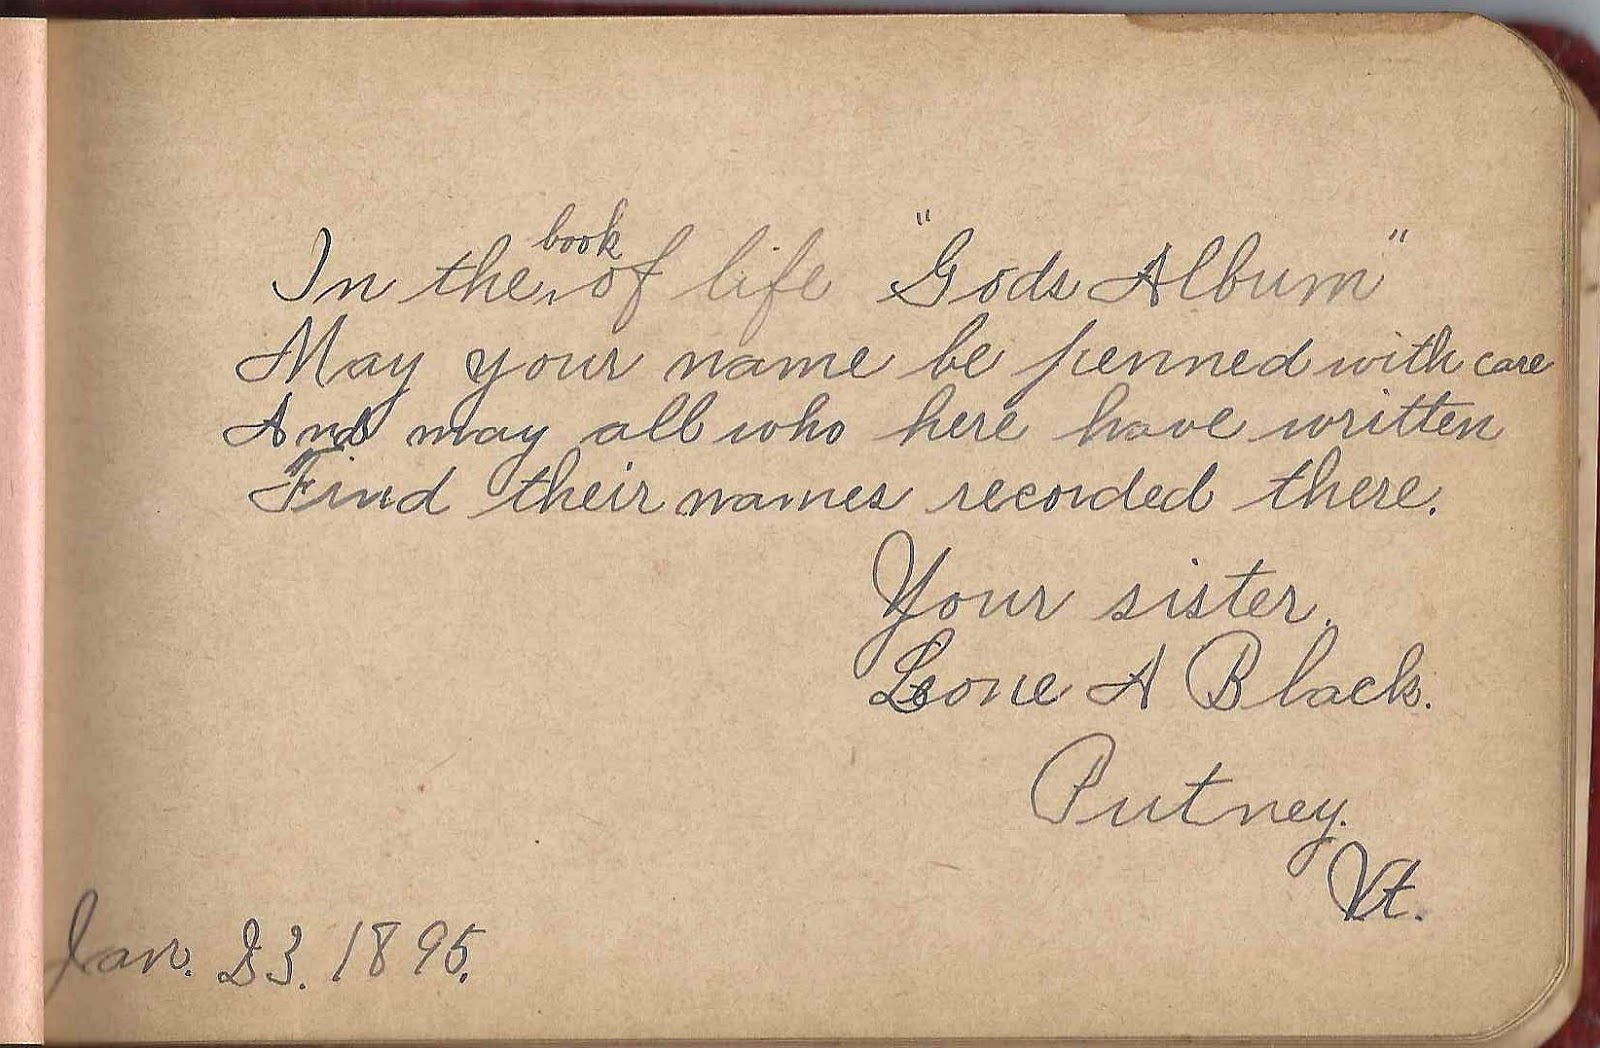 In the book of life "Gods Album"
May your name be penned with care
And may all who here have written
Find their names recorded there.
Your sister.
Leone A Black.
Putney.
Vt.
Jan. 23. 1895.